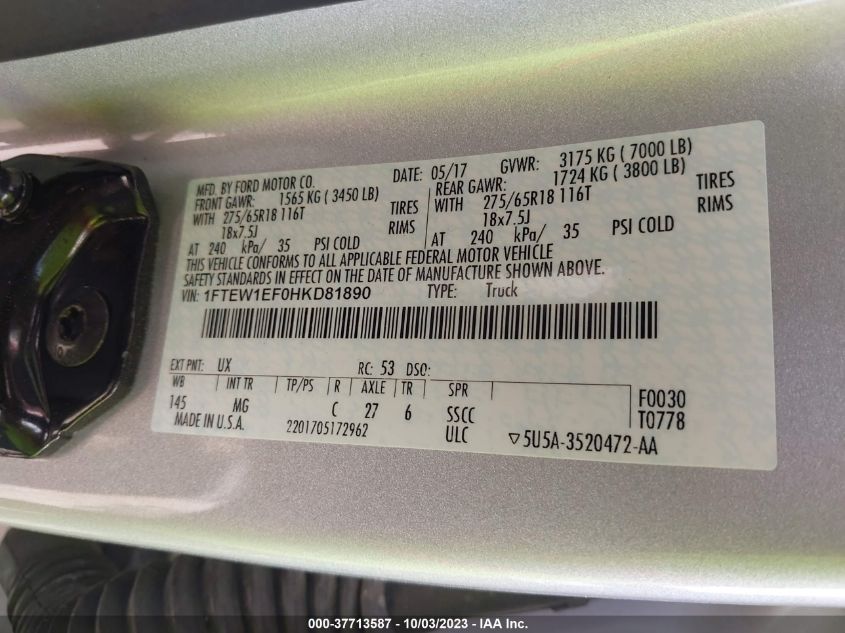 MFD. BY FORD MOTOR CO. DATE: 05/17 GVWR: 3175 KG ( 7000 LB)
FRONT GAWR: 1565 KG ( 3450 LB) REAR GAWR: 1724 KG ( 3800 LB)
WITH 275/65R18 116T TIRES WITH 275/65R18 116T TIRES
18x7.5J RIMS 18x7.5J RIMS
AT 240 kPa/ 35 PSI COLD AT 240 kPa/ 35 PSI COLD
THIS VEHICLE CONFORMS TO ALL APPLICABLE FEDERAL MOTOR VEHICLE
SAFETY STANDARDS IN EFFECT ON THE DATE OF MANUFACTURE SHOWN ABOVE.
VIN: 1FTEW1EF0HKD81890 TYPE: Truck
EXT PNT: UX RC: 53 DSO:
WB INT TR TP/PS R AXLE TR SPR F0030
145 MG C 27 6 SSCC T0778
MADE IN U.S.A. 2201705172962 ULC ▽5U5A-3520472-AA
000-37713587 - 10/03/2023 - IAA Inc.